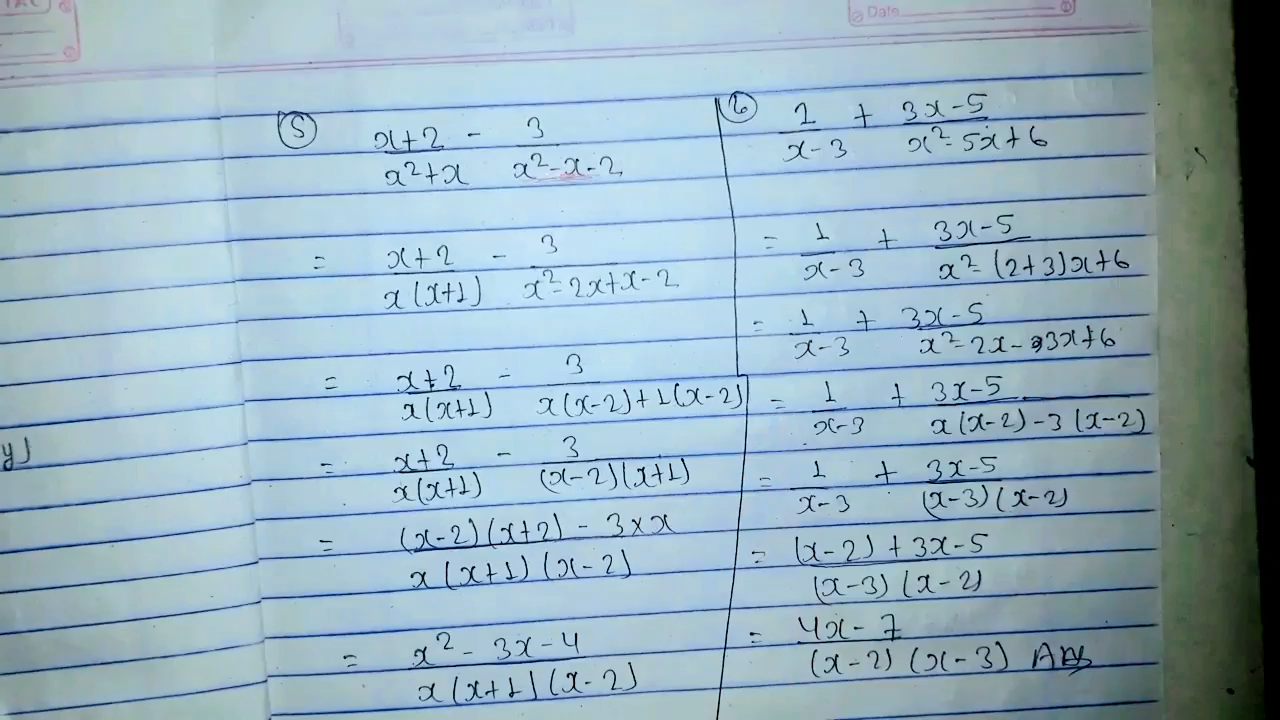 Date
(5) (x+2)/(x²+x) - 3/(x²-x-2)
= (x+2)/(x(x+1)) - 3/(x²-2x+x-2)
= (x+2)/(x(x+1)) - 3/(x(x-2)+1(x-2))
= (x+2)/(x(x+1)) - 3/((x-2)(x+1))
= ((x-2)(x+2) - 3×x)/(x(x+1)(x-2))
= (x²-3x-4)/(x(x+1)(x-2))
(6) 1/(x-3) + (3x-5)/(x²-5x+6)
= 1/(x-3) + (3x-5)/(x²-(2+3)x+6)
= 1/(x-3) + (3x-5)/(x²-2x-3x+6)
= 1/(x-3) + (3x-5)/(x(x-2)-3(x-2))
= 1/(x-3) + (3x-5)/((x-3)(x-2))
= ((x-2)+3x-5)/((x-3)(x-2))
= (4x-7)/((x-2)(x-3)) Ans
y)